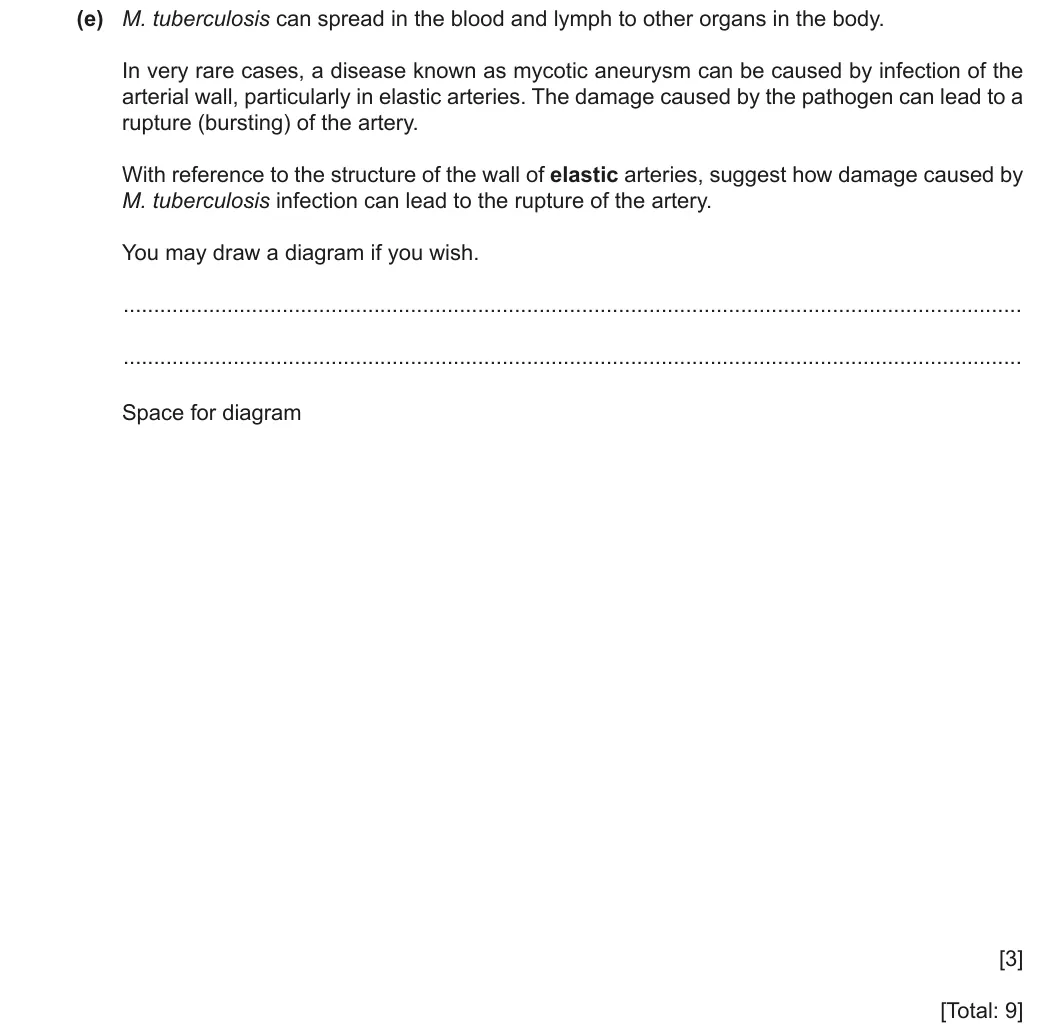 (e) M. tuberculosis can spread in the blood and lymph to other organs in the body.
In very rare cases, a disease known as mycotic aneurysm can be caused by infection of the
arterial wall, particularly in elastic arteries. The damage caused by the pathogen can lead to a
rupture (bursting) of the artery.
With reference to the structure of the wall of elastic arteries, suggest how damage caused by
M. tuberculosis infection can lead to the rupture of the artery.
You may draw a diagram if you wish.
....................................................................................................................................................
....................................................................................................................................................
Space for diagram
[3]
[Total: 9]